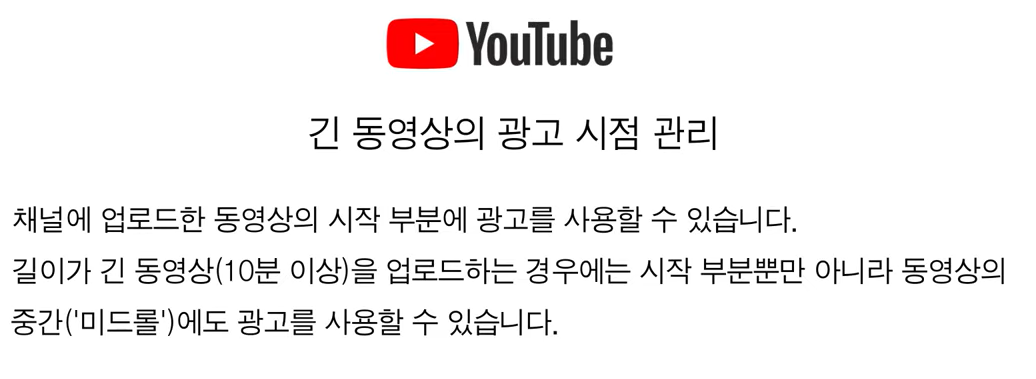 YouTube
긴 동영상의 광고 시점 관리
채널에 업로드한 동영상의 시작 부분에 광고를 사용할 수 있습니다.
길이가 긴 동영상(10분 이상)을 업로드하는 경우에는 시작 부분뿐만 아니라 동영상의
중간('미드롤')에도 광고를 사용할 수 있습니다.